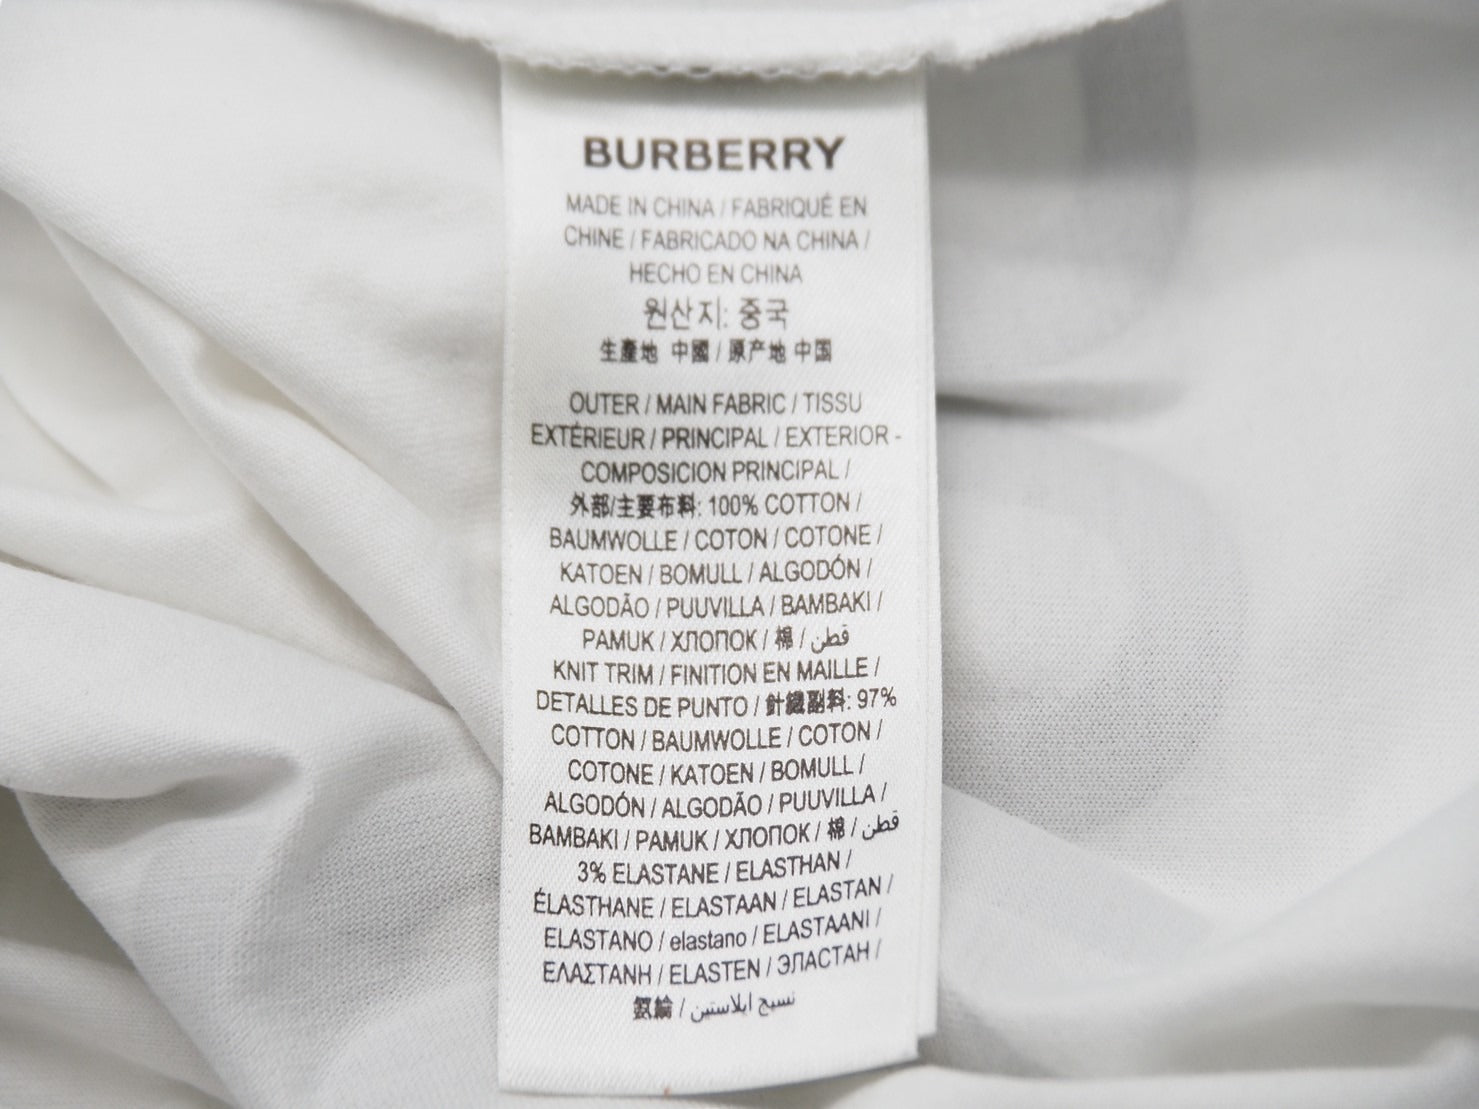 BURBERRY
MADE IN CHINA / FABRIQUÉ EN
CHINE / FABRICADO NA CHINA /
HECHO EN CHINA
원산지: 중국
生產地 中國 / 原产地 中国
OUTER / MAIN FABRIC / TISSU
EXTÉRIEUR / PRINCIPAL / EXTERIOR -
COMPOSICION PRINCIPAL /
外部/主要布料: 100% COTTON /
BAUMWOLLE / COTON / COTONE /
KATOEN / BOMULL / ALGODÓN /
ALGODÃO / PUUVILLA / BAMBAKI /
PAMUK / ХЛОПОК / 棉 / قطن
KNIT TRIM / FINITION EN MAILLE /
DETALLES DE PUNTO / 針織副料: 97%
COTTON / BAUMWOLLE / COTON /
COTONE / KATOEN / BOMULL /
ALGODÓN / ALGODÃO / PUUVILLA /
BAMBAKI / PAMUK / ХЛОПОК / 棉 / قطن
3% ELASTANE / ELASTHAN /
ÉLASTHANE / ELASTAAN / ELASTAN /
ELASTANO / elastano / ELASTAANI /
ΕΛΑΣΤΑΝΗ / ELASTEN / ЭЛАСТАН /
氨綸 / نسيج ايلاستين